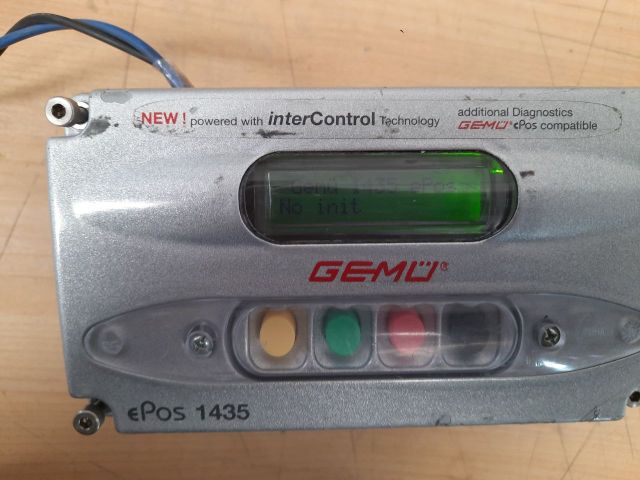 NEW! powered with interControl Technology
additional Diagnostics
GEMÜ® ePos compatible
Gemü 1435 ePos
No init
GEMÜ®
ePos 1435